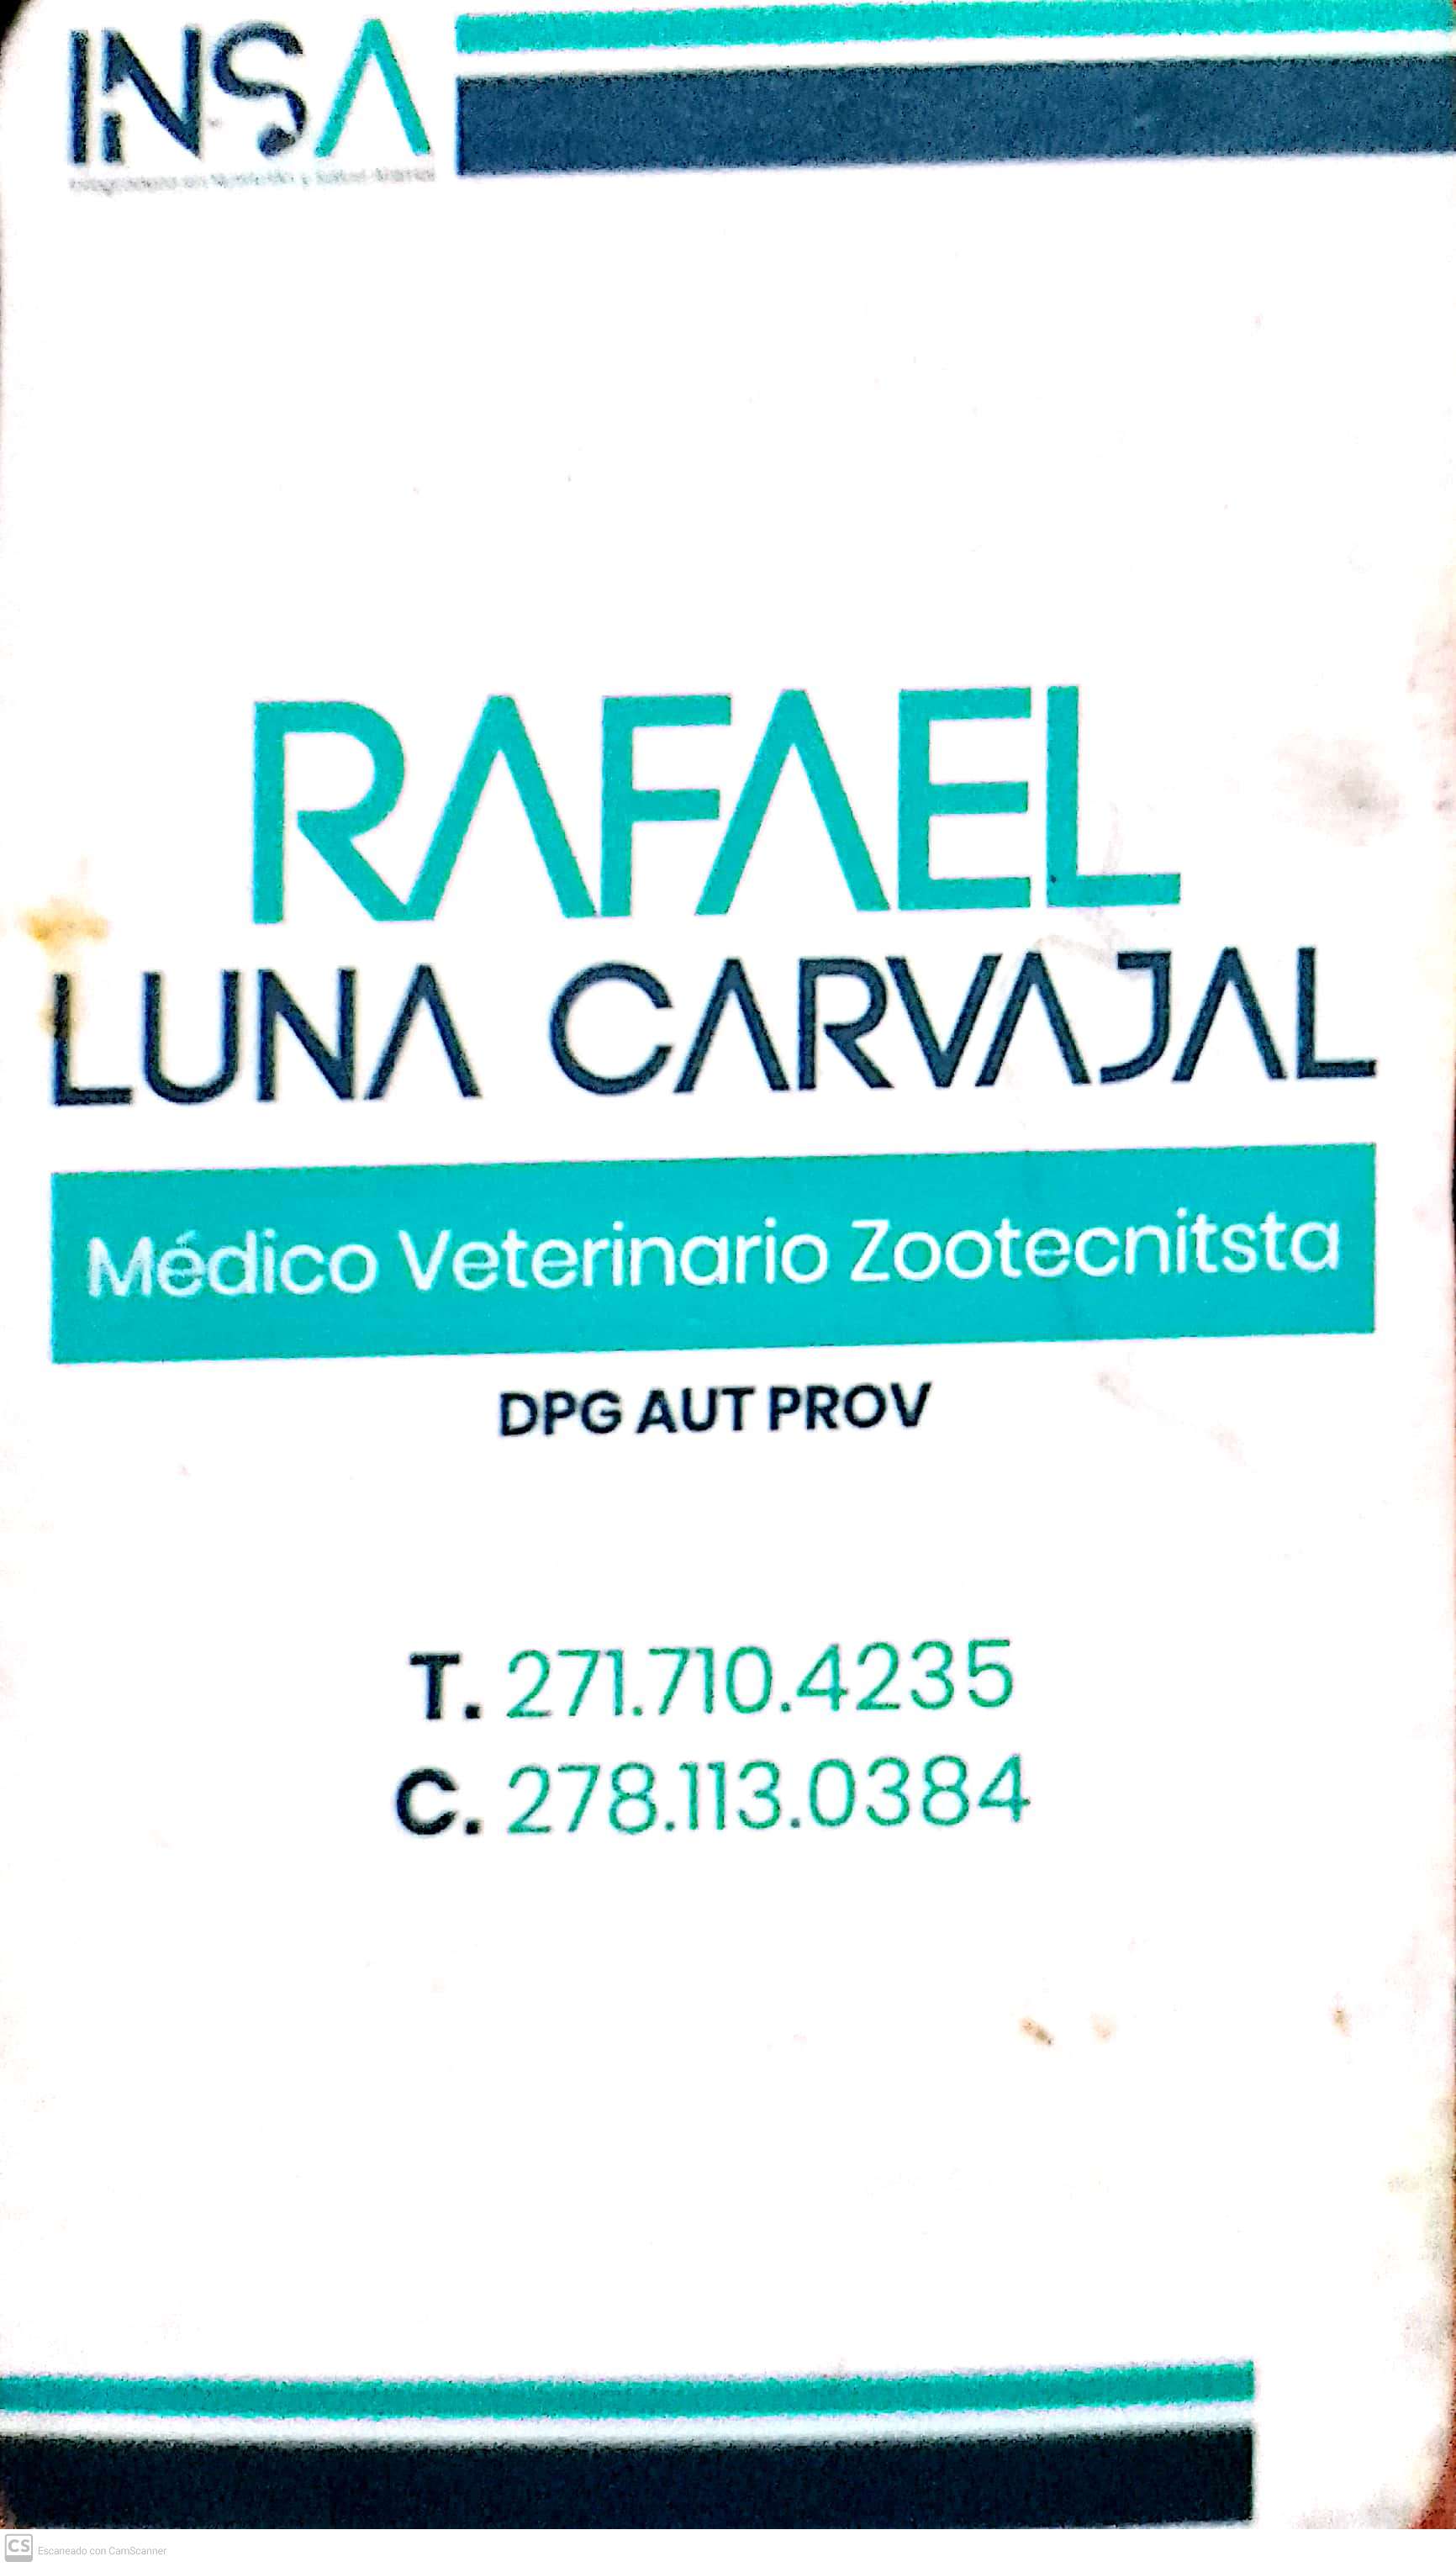 INSA
RAFAEL
LUNA CARVAJAL
Médico Veterinario Zootecnitsta
DPG AUT PROV
T. 271.710.4235
C. 278.113.0384
CS Escaneado con CamScanner